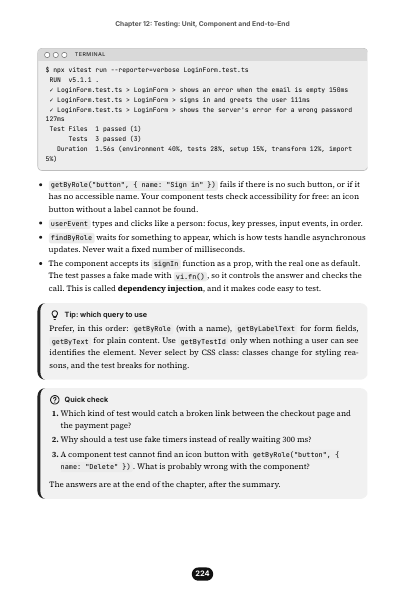 Chapter 12: Testing: Unit, Component and End-to-End
TERMINAL
$ npx vitest run --reporter=verbose LoginForm.test.ts
RUN v5.1.1 .
✓ LoginForm.test.ts > LoginForm > shows an error when the email is empty 150ms
✓ LoginForm.test.ts > LoginForm > signs in and greets the user 111ms
✓ LoginForm.test.ts > LoginForm > shows the server's error for a wrong password
127ms
Test Files 1 passed (1)
Tests 3 passed (3)
Duration 1.56s (environment 40%, tests 28%, setup 15%, transform 12%, import
5%)
• getByRole("button", { name: "Sign in" }) fails if there is no such button, or if it
has no accessible name. Your component tests check accessibility for free: an icon
button without a label cannot be found.
• userEvent types and clicks like a person: focus, key presses, input events, in order.
• findByRole waits for something to appear, which is how tests handle asynchronous
updates. Never wait a fixed number of milliseconds.
• The component accepts its signIn function as a prop, with the real one as default.
The test passes a fake made with vi.fn(), so it controls the answer and checks the
call. This is called dependency injection, and it makes code easy to test.
Tip: which query to use
Prefer, in this order: getByRole (with a name), getByLabelText for form fields,
getByText for plain content. Use getByTestId only when nothing a user can see
identifies the element. Never select by CSS class: classes change for styling rea-
sons, and the test breaks for nothing.
Quick check
1. Which kind of test would catch a broken link between the checkout page and
the payment page?
2. Why should a test use fake timers instead of really waiting 300 ms?
3. A component test cannot find an icon button with getByRole("button", {
name: "Delete" }). What is probably wrong with the component?
The answers are at the end of the chapter, after the summary.
224